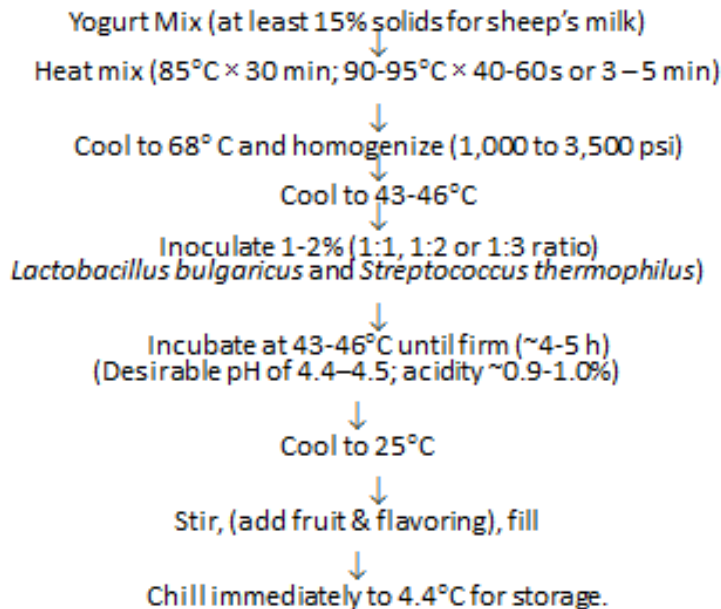 Yogurt Mix (at least 15% solids for sheep's milk)
↓
Heat mix (85°C × 30 min; 90-95°C × 40-60s or 3 – 5 min)
↓
Cool to 68° C and homogenize (1,000 to 3,500 psi)
↓
Cool to 43-46°C
↓
Inoculate 1-2% (1:1, 1:2 or 1:3 ratio)
Lactobacillus bulgaricus and Streptococcus thermophilus)
↓
Incubate at 43-46°C until firm (~4-5 h)
(Desirable pH of 4.4–4.5; acidity ~0.9-1.0%)
↓
Cool to 25°C
↓
Stir, (add fruit & flavoring), fill
↓
Chill immediately to 4.4°C for storage.